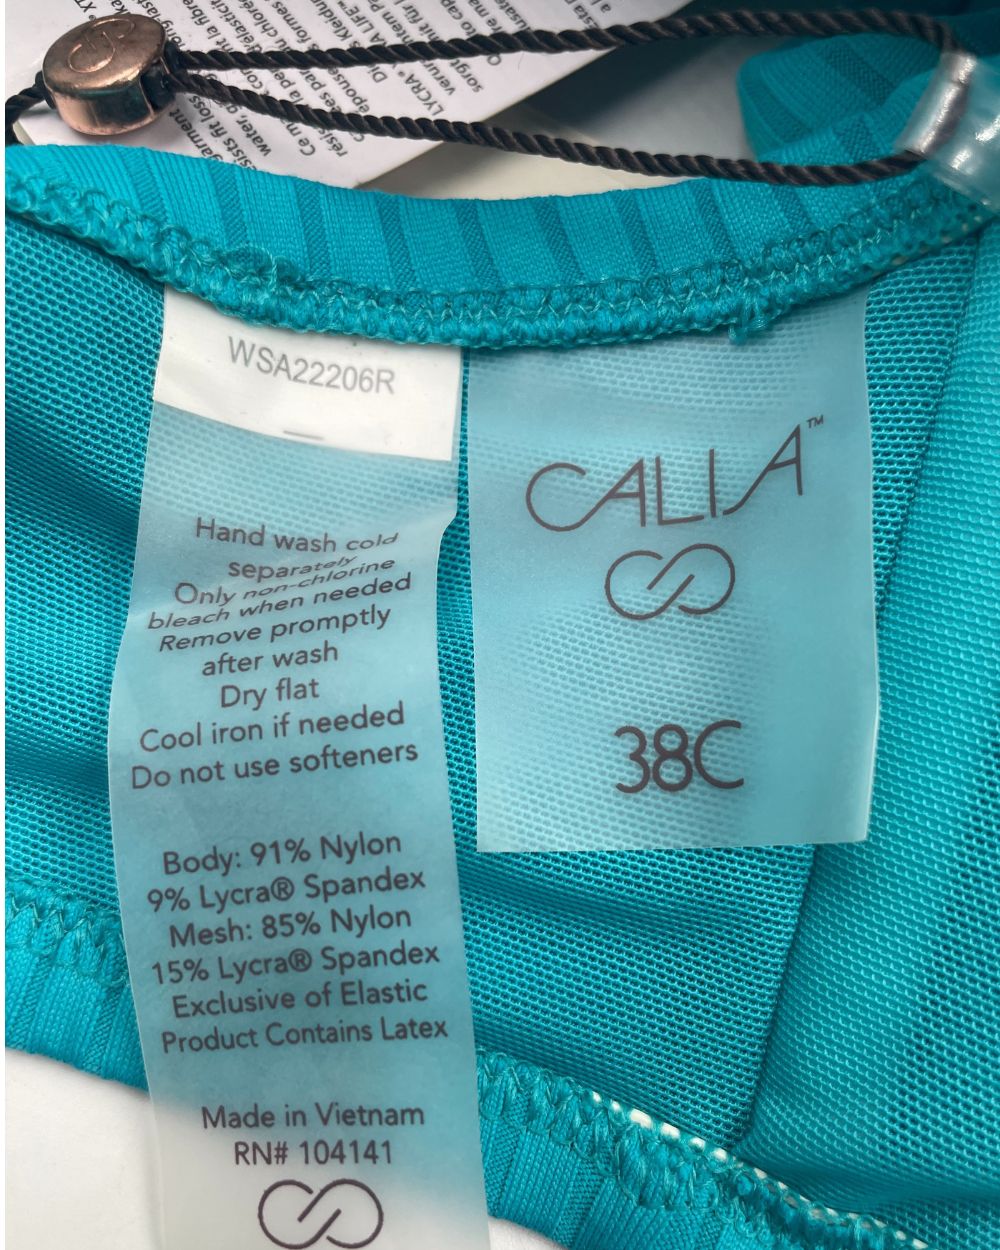 WSA22206R
Hand wash cold
separately
Only non-chlorine
bleach when needed
Remove promptly
after wash
Dry flat
Cool iron if needed
Do not use softeners
Body: 91% Nylon
9% Lycra® Spandex
Mesh: 85% Nylon
15% Lycra® Spandex
Exclusive of Elastic
Product Contains Latex
Made in Vietnam
RN# 104141
CALIA™
38C